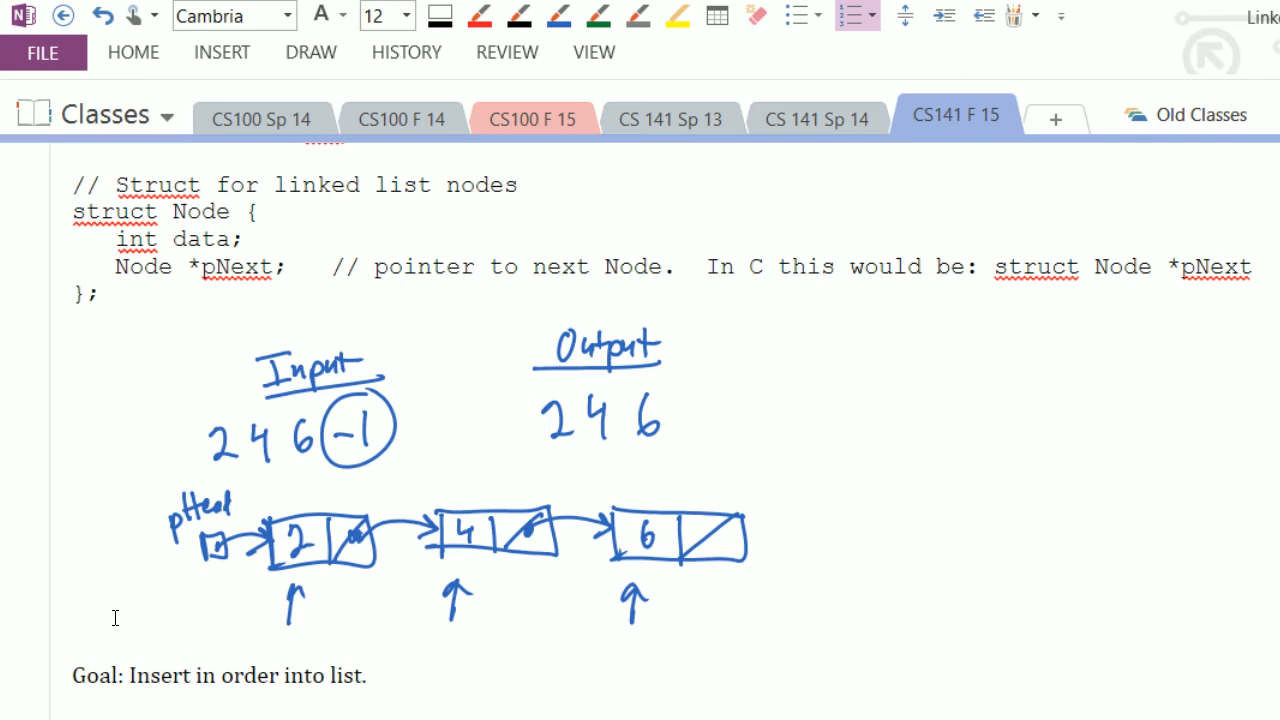 Cambria 12 A
Linke
FILE HOME INSERT DRAW HISTORY REVIEW VIEW
Classes CS100 Sp 14 CS100 F 14 CS100 F 15 CS 141 Sp 13 CS 141 Sp 14 CS141 F 15 + Old Classes
// Struct for linked list nodes
struct Node {
int data;
Node *pNext; // pointer to next Node. In C this would be: struct Node *pNext
};
Input Output
2 4 6 -1 2 4 6
pHead
2 4 6
Goal: Insert in order into list.